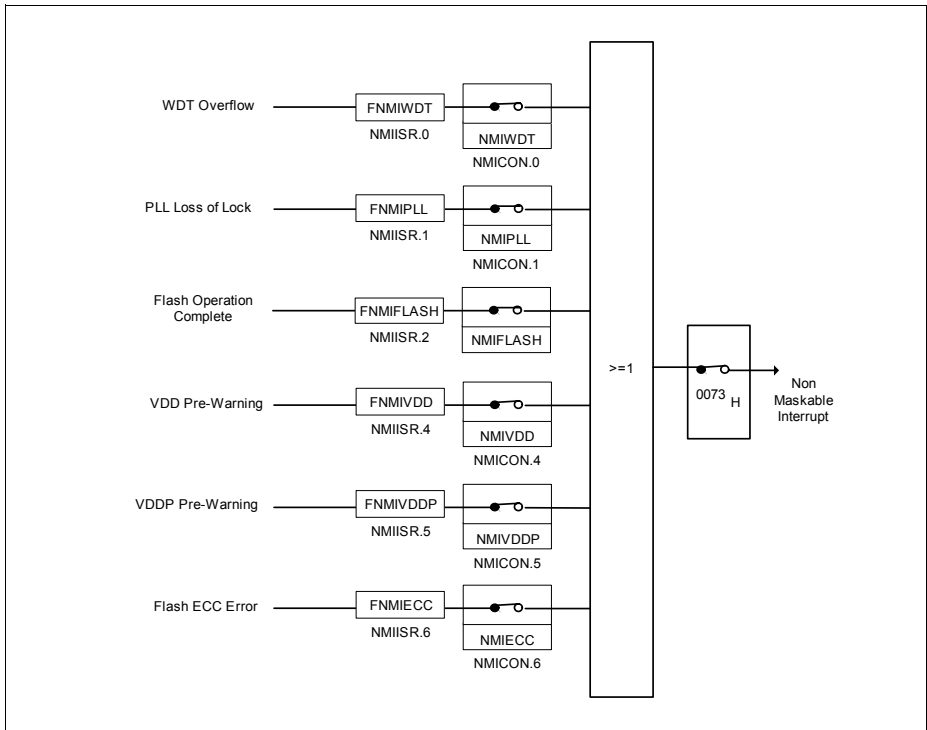 WDT Overflow
FNMIWDT
NMIISR.0
NMIWDT
NMICON.0
PLL Loss of Lock
FNMIPLL
NMIISR.1
NMIPLL
NMICON.1
Flash Operation
Complete
FNMIFLASH
NMIISR.2
NMIFLASH
>=1
0073 H
Non
Maskable
Interrupt
VDD Pre-Warning
FNMIVDD
NMIISR.4
NMIVDD
NMICON.4
VDDP Pre-Warning
FNMIVDDP
NMIISR.5
NMIVDDP
NMICON.5
Flash ECC Error
FNMIECC
NMIISR.6
NMIECC
NMICON.6